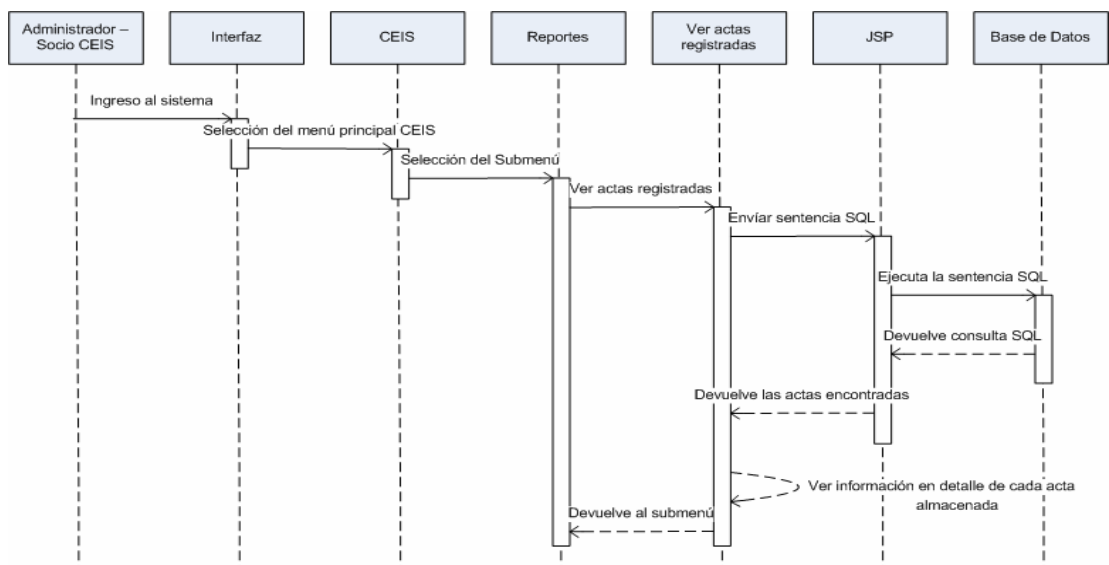 Administrador –
Socio CEIS
Interfaz
CEIS
Reportes
Ver actas
registradas
JSP
Base de Datos
Ingreso al sistema
Selección del menú principal CEIS
Selección del Submenú
Ver actas registradas
Envíar sentencia SQL
Ejecuta la sentencia SQL
Devuelve consulta SQL
Devuelve las actas encontradas
Ver información en detalle de cada acta
almacenada
Devuelve al submenú